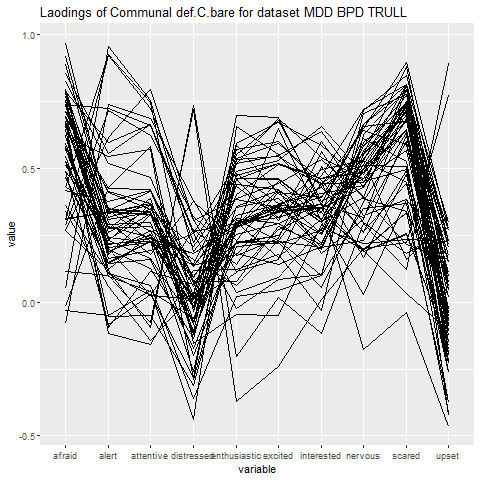 Laodings of Communal def.C.bare for dataset MDD BPD TRULL
1.0
0.5
0.0
-0.5
value
afraid alert attentive distressed enthusiastic excited interested nervous scared upset
variable